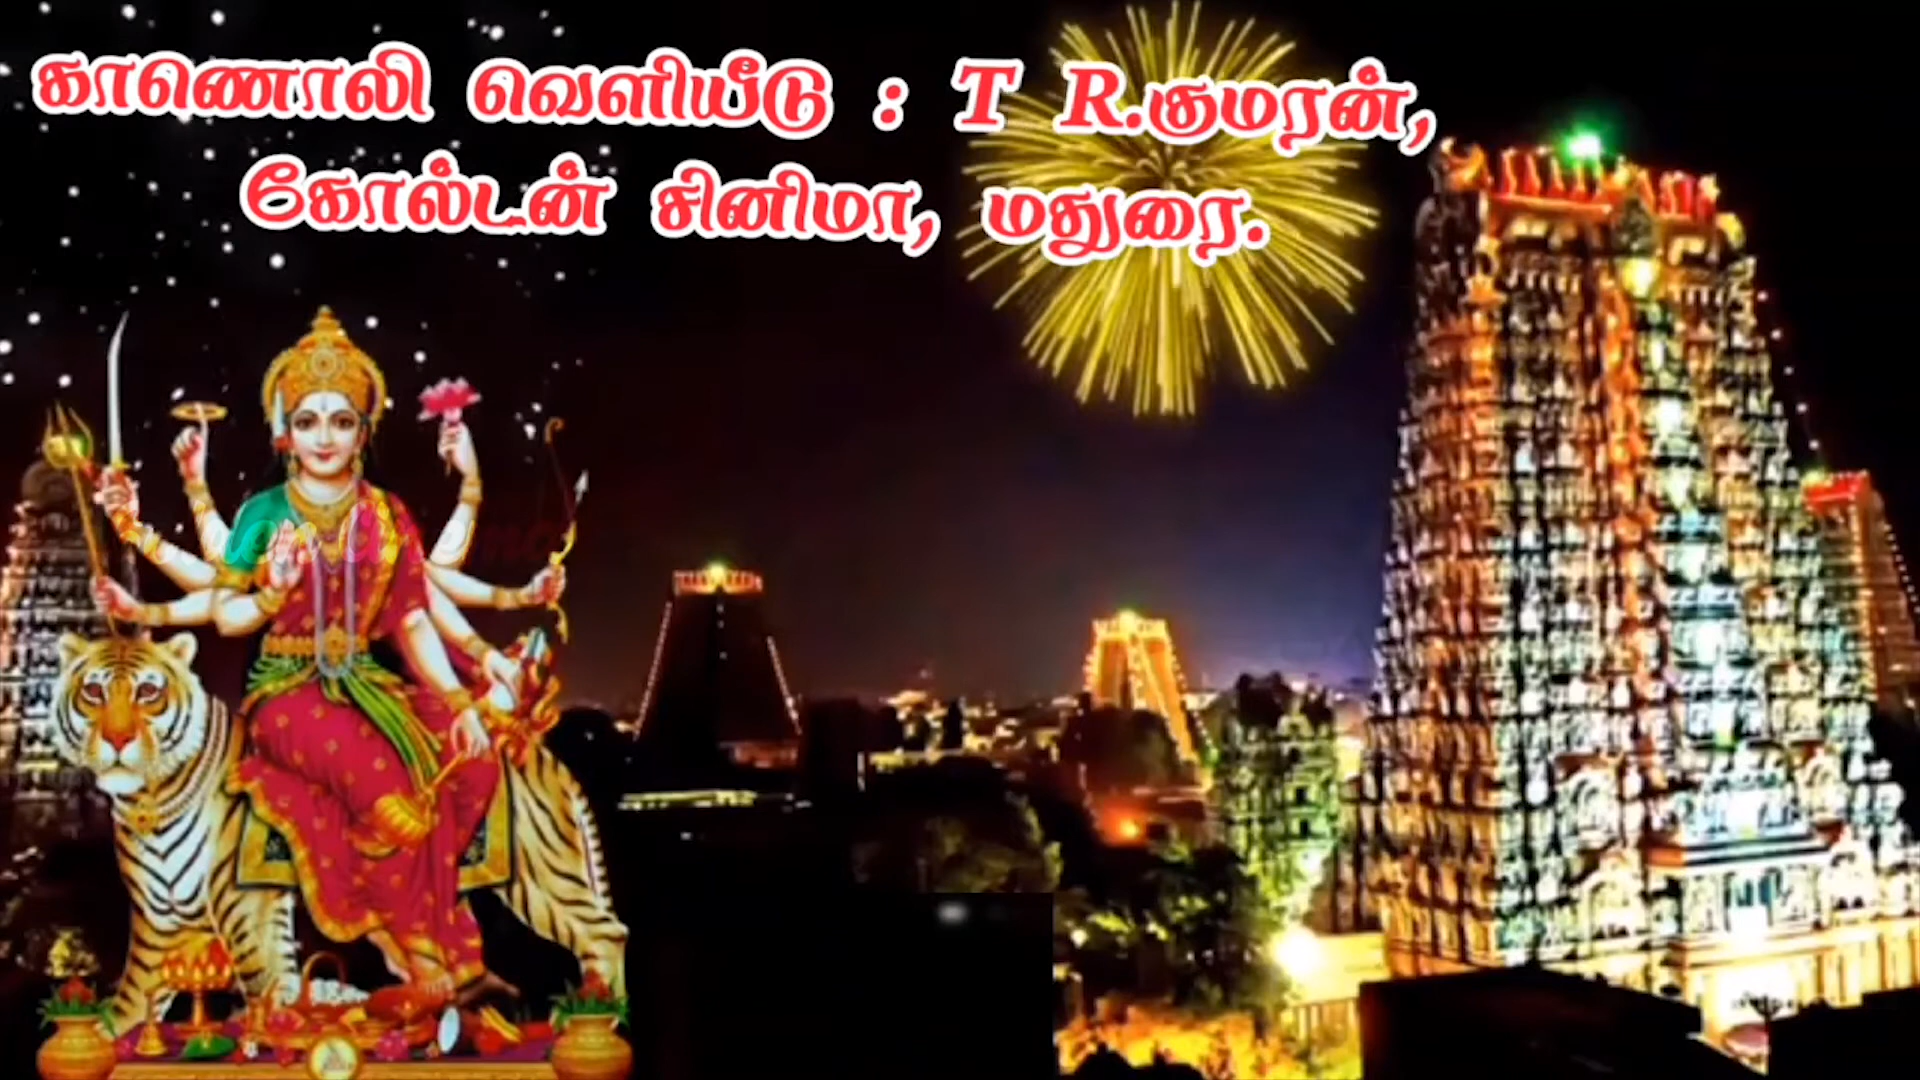 காணொலி வெளியீடு : T R.குமரன்,
கோல்டன் சினிமா, மதுரை.